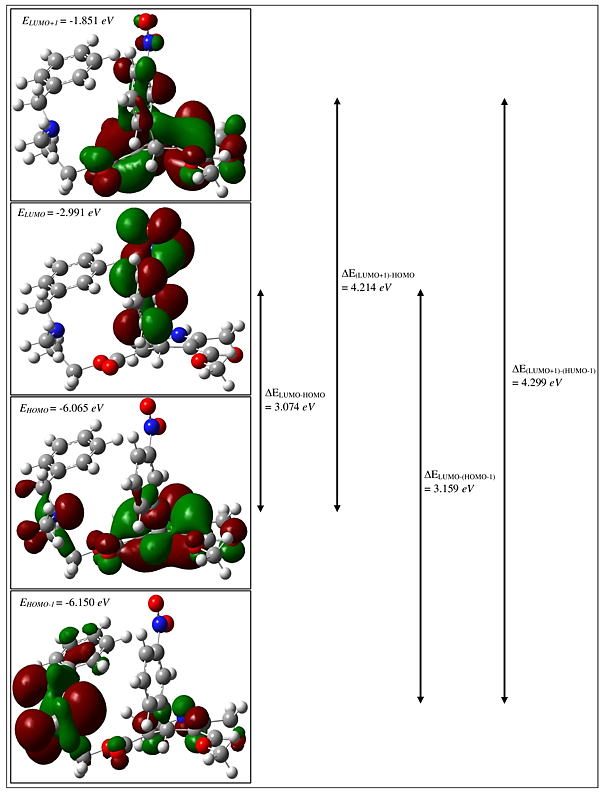 E_LUMO+1 = -1.851 eV
E_LUMO = -2.991 eV
E_HOMO = -6.065 eV
E_HOMO-1 = -6.150 eV
ΔE_LUMO-HOMO
= 3.074 eV
ΔE_(LUMO+1)-HOMO
= 4.214 eV
ΔE_LUMO-(HOMO-1)
= 3.159 eV
ΔE_(LUMO+1)-(HUMO-1)
= 4.299 eV